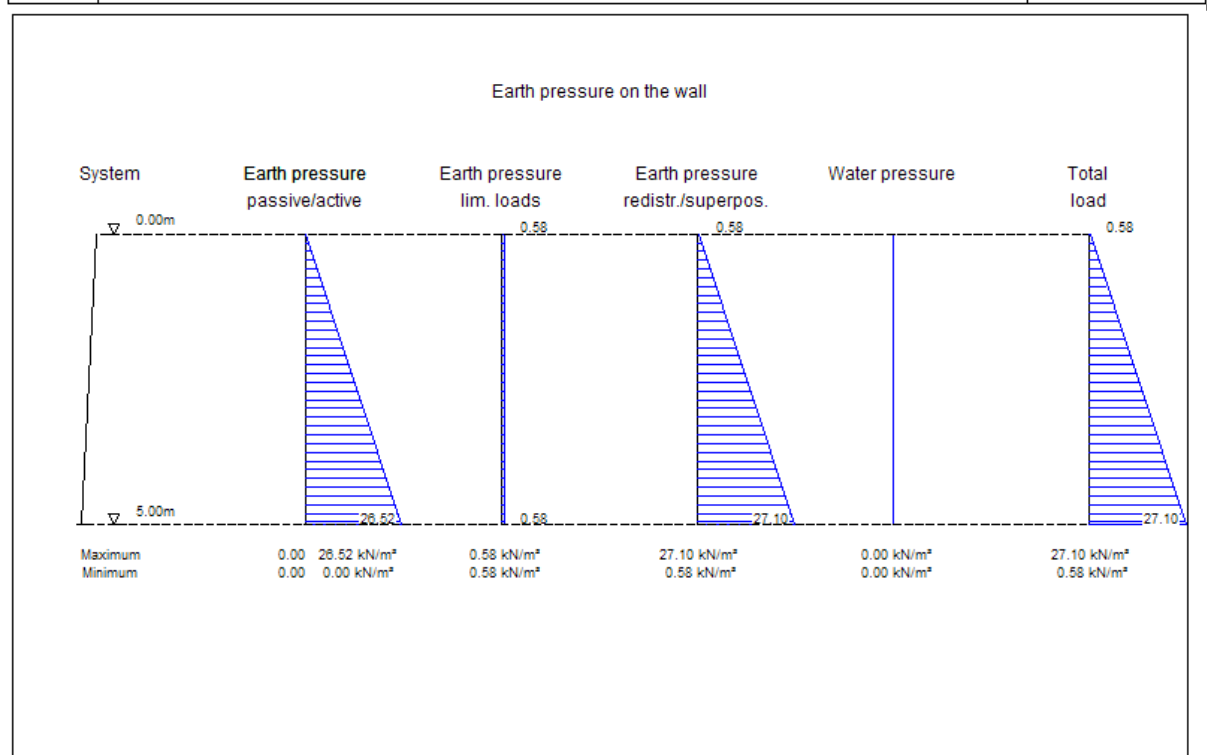 Earth pressure on the wall
System Earth pressure Earth pressure Earth pressure Water pressure Total
passive/active lim. loads redistr./superpos. load
0.00m 0.58 0.58 0.58
5.00m 26.52 0.58 27.10 27.10
Maximum 0.00 26.52 kN/m² 0.58 kN/m² 27.10 kN/m² 0.00 kN/m² 27.10 kN/m²
Minimum 0.00 0.00 kN/m² 0.58 kN/m² 0.58 kN/m² 0.00 kN/m² 0.58 kN/m²